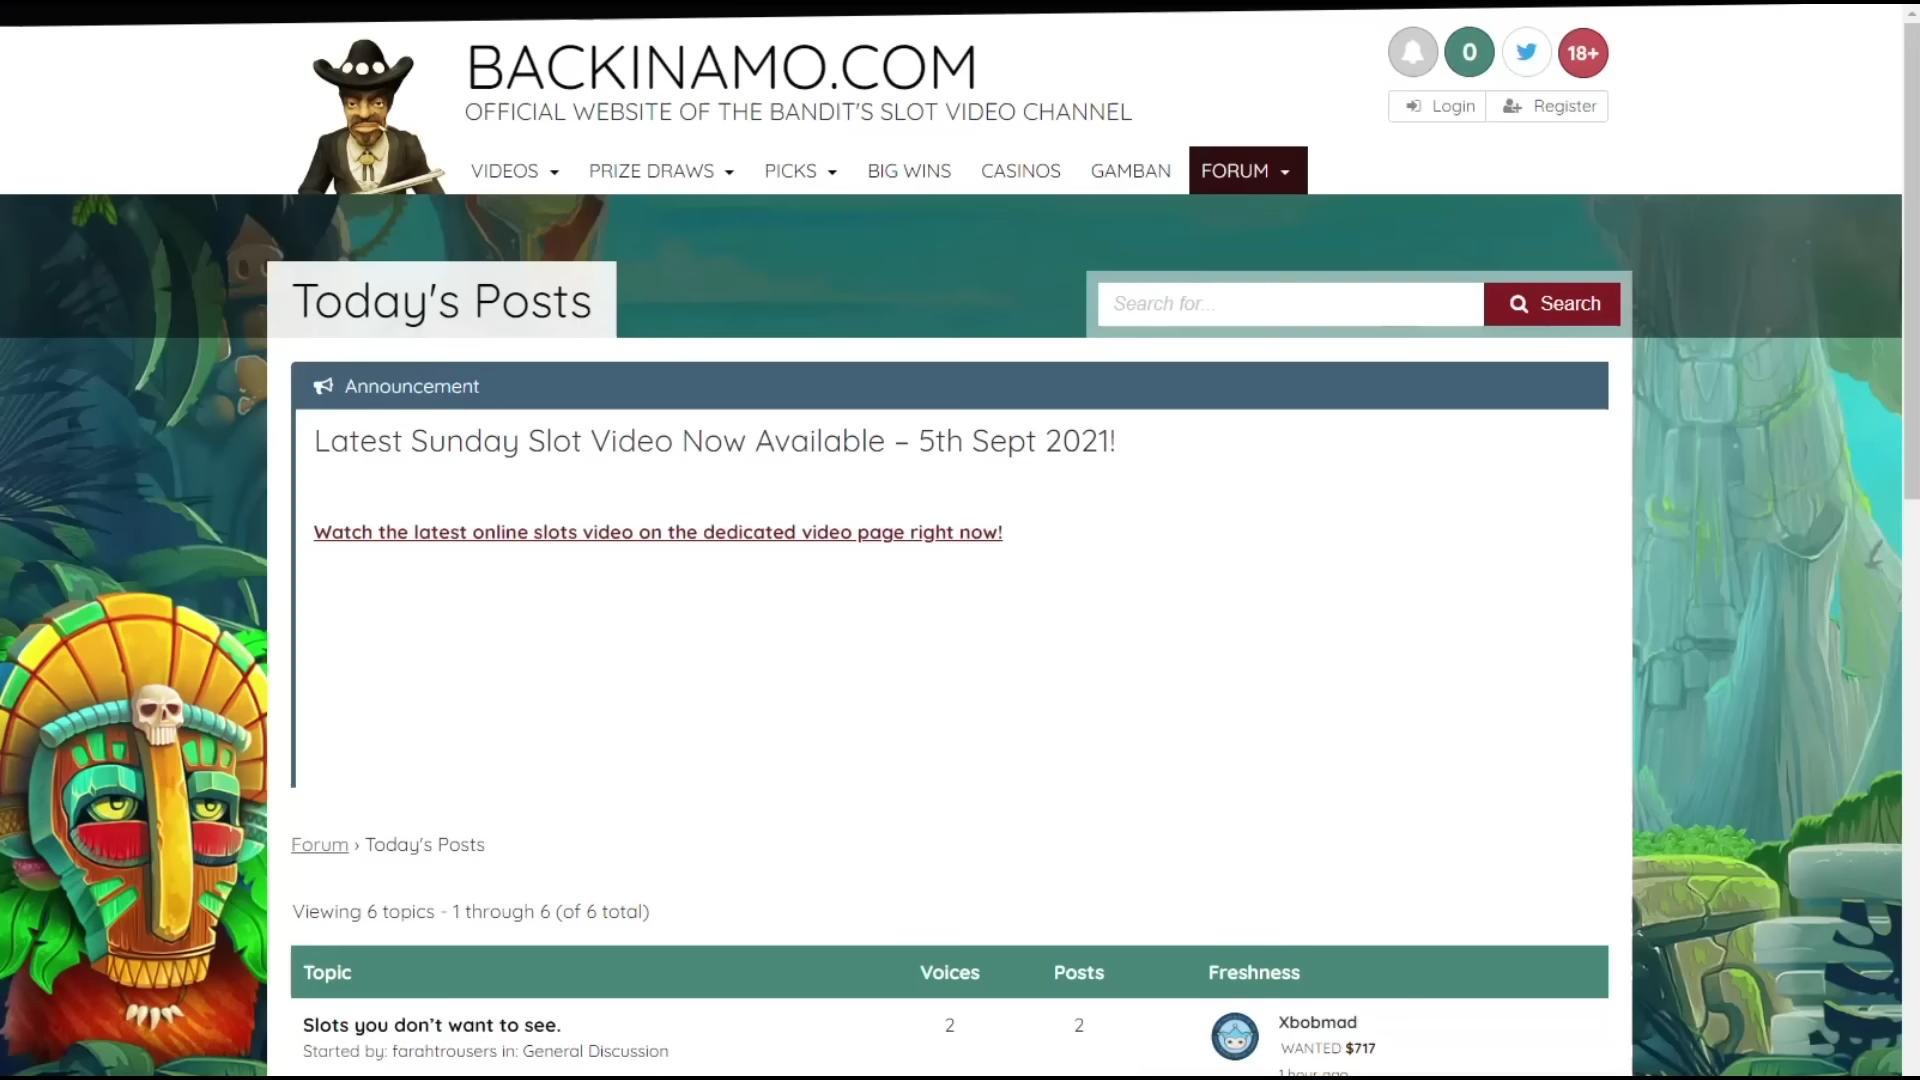 BACKINAMO.COM
OFFICIAL WEBSITE OF THE BANDIT'S SLOT VIDEO CHANNEL
0
18+
Login
Register
VIDEOS
PRIZE DRAWS
PICKS
BIG WINS
CASINOS
GAMBAN
FORUM
Today's Posts
Search for...
Search
Announcement
Latest Sunday Slot Video Now Available – 5th Sept 2021!
Watch the latest online slots video on the dedicated video page right now!
Forum › Today's Posts
Viewing 6 topics - 1 through 6 (of 6 total)
Topic Voices Posts Freshness
Slots you don’t want to see. 2 2 Xbobmad
Started by: farahtrousers in: General Discussion WANTED $717
1 hour ago